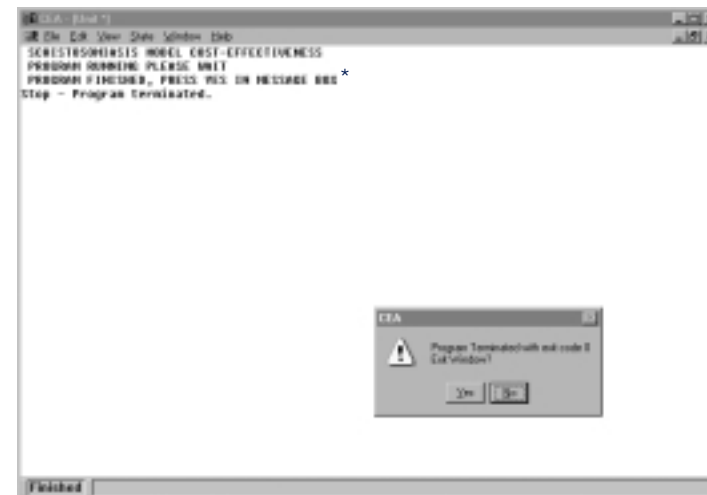 CEA - [Unit *]
File Edit View State Window Help
SCHISTOSOMIASIS MODEL COST-EFFECTIVENESS
PROGRAM RUNNING PLEASE WAIT
PROGRAM FINISHED, PRESS YES IN MESSAGE BOX *
Stop - Program terminated.
CEA
Program Terminated with exit code 0
Exit Window?
Yes No
Finished